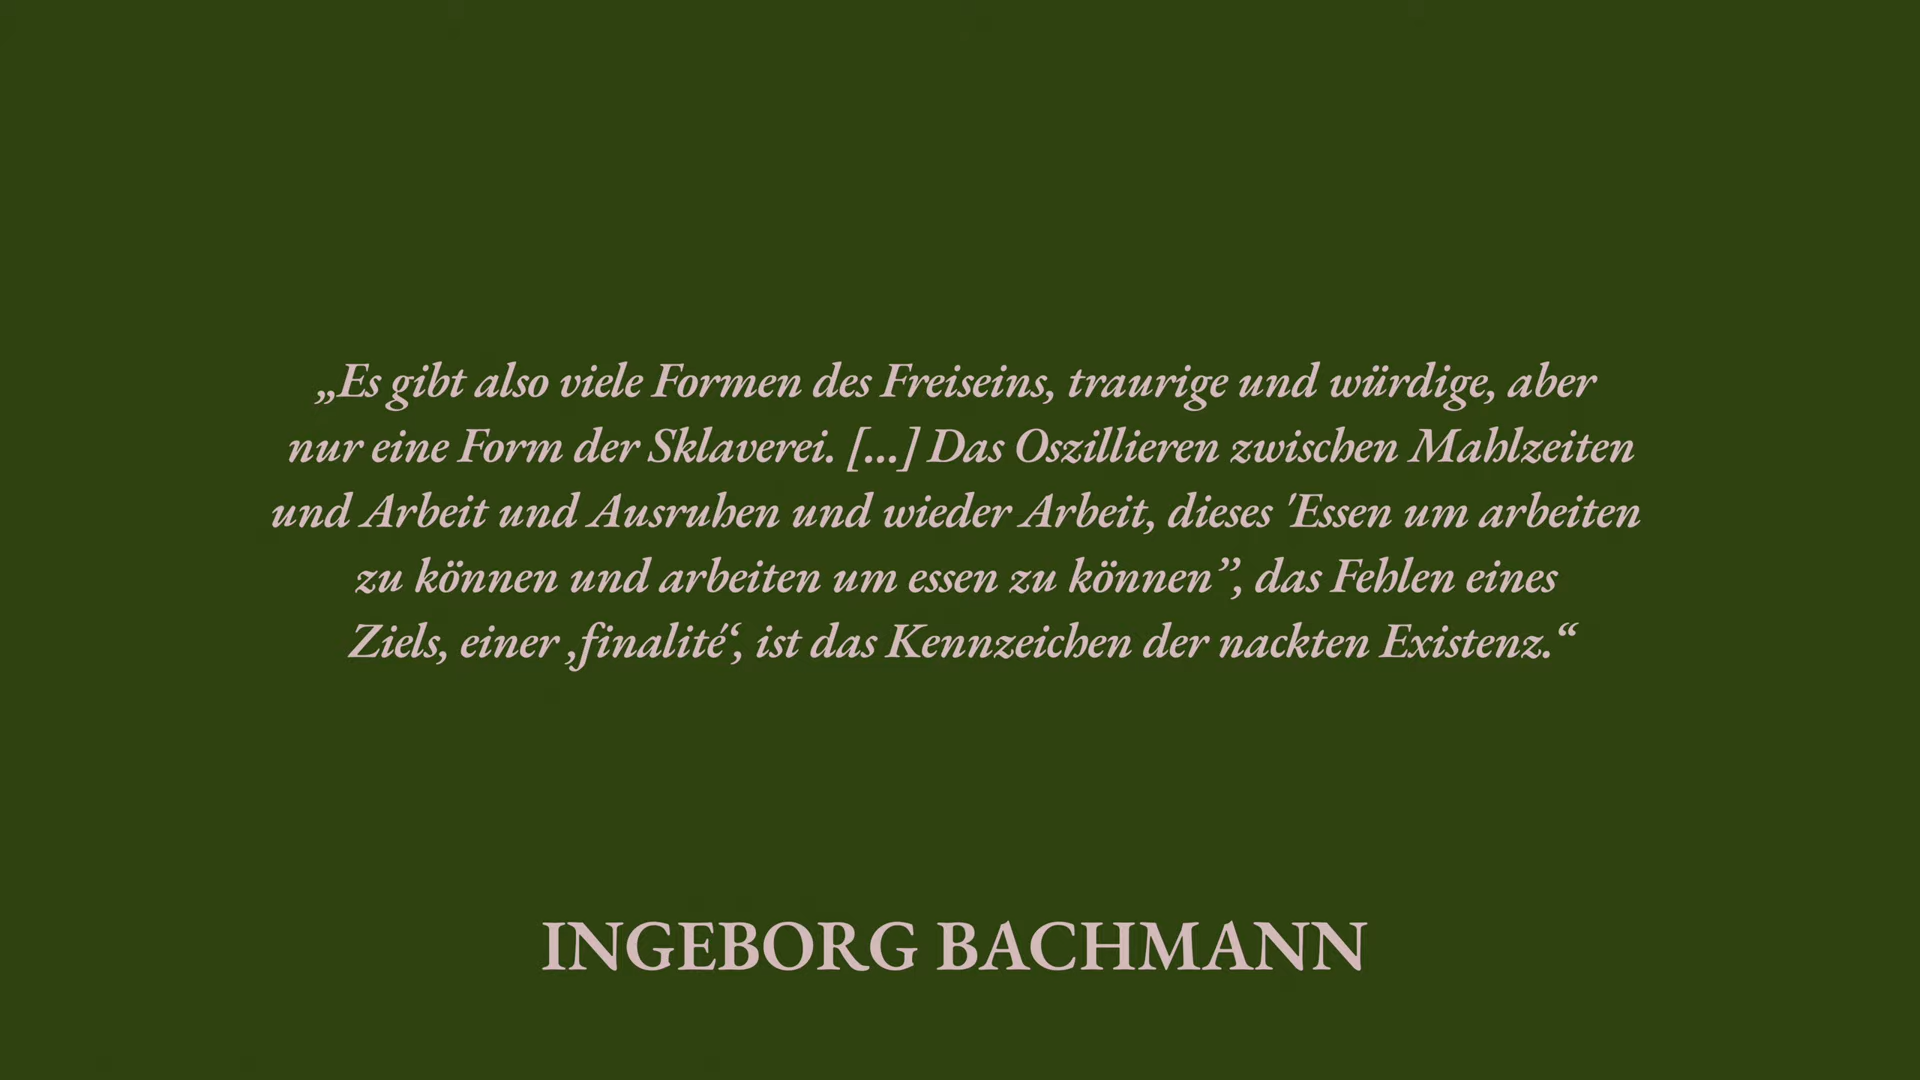 „Es gibt also viele Formen des Freiseins, traurige und würdige, aber
nur eine Form der Sklaverei. [...] Das Oszillieren zwischen Mahlzeiten
und Arbeit und Ausruhen und wieder Arbeit, dieses 'Essen um arbeiten
zu können und arbeiten um essen zu können’’, das Fehlen eines
Ziels, einer ‚finalité‘, ist das Kennzeichen der nackten Existenz.“
INGEBORG BACHMANN